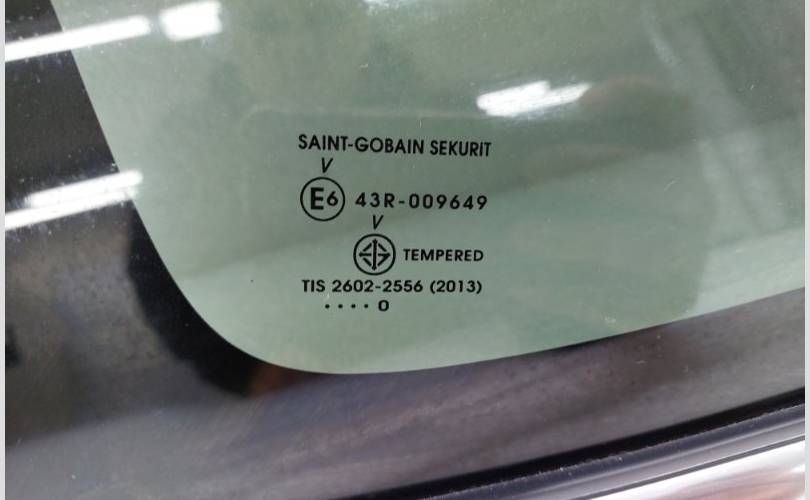 SAINT-GOBAIN SEKURIT
V
E6 43R-009649
V
TEMPERED
TIS 2602-2556 (2013)
. . . . 0